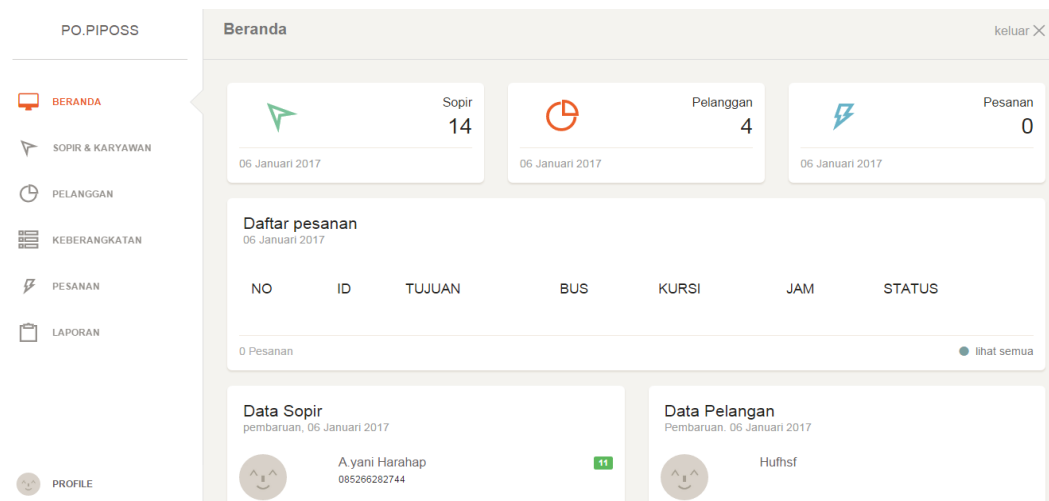 PO.PIPOSS
BERANDA
SOPIR & KARYAWAN
PELANGGAN
KEBERANGKATAN
PESANAN
LAPORAN
PROFILE
Beranda
keluar
Sopir
14
06 Januari 2017
Pelanggan
4
06 Januari 2017
Pesanan
0
06 Januari 2017
Daftar pesanan
06 Januari 2017
NO ID TUJUAN BUS KURSI JAM STATUS
0 Pesanan
lihat semua
Data Sopir
pembaruan, 06 Januari 2017
A.yani Harahap
085266282744
11
Data Pelangan
Pembaruan. 06 Januari 2017
Hufhsf